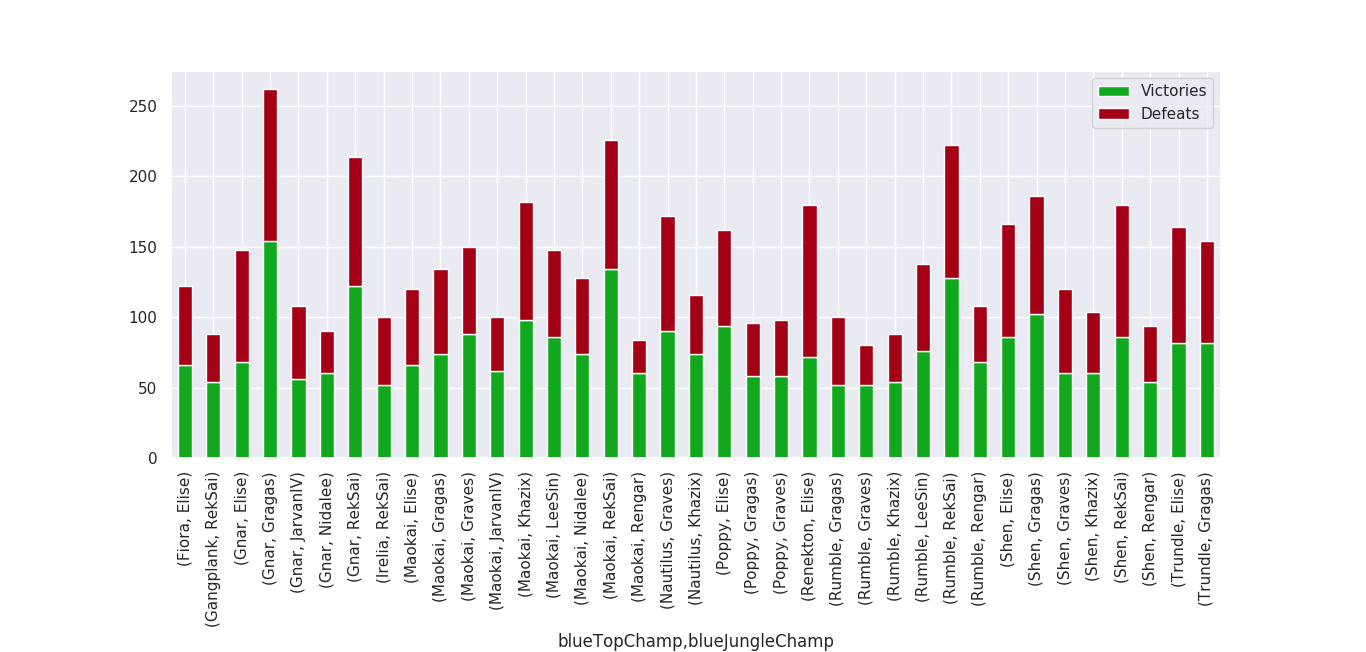 Victories
Defeats
250
200
150
100
50
0
(Fiora, Elise)
(Gangplank, RekSai)
(Gnar, Elise)
(Gnar, Gragas)
(Gnar, JarvanIV)
(Gnar, Nidalee)
(Gnar, RekSai)
(Irelia, RekSai)
(Maokai, Elise)
(Maokai, Gragas)
(Maokai, Graves)
(Maokai, JarvanIV)
(Maokai, Khazix)
(Maokai, LeeSin)
(Maokai, Nidalee)
(Maokai, RekSai)
(Maokai, Rengar)
(Nautilus, Graves)
(Nautilus, Khazix)
(Poppy, Elise)
(Poppy, Gragas)
(Poppy, Graves)
(Renekton, Elise)
(Rumble, Gragas)
(Rumble, Graves)
(Rumble, Khazix)
(Rumble, LeeSin)
(Rumble, RekSai)
(Rumble, Rengar)
(Shen, Elise)
(Shen, Gragas)
(Shen, Graves)
(Shen, Khazix)
(Shen, RekSai)
(Shen, Rengar)
(Trundle, Elise)
(Trundle, Gragas)
blueTopChamp,blueJungleChamp